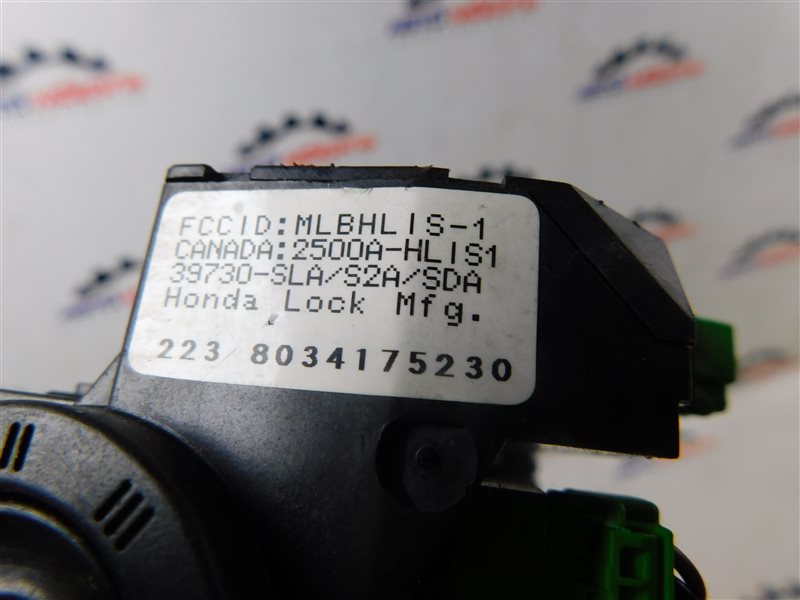 FCCID:MLBHLIS-1
CANADA:2500A-HLIS1
39730-SLA/S2A/SDA
Honda Lock Mfg.
223 8034175230